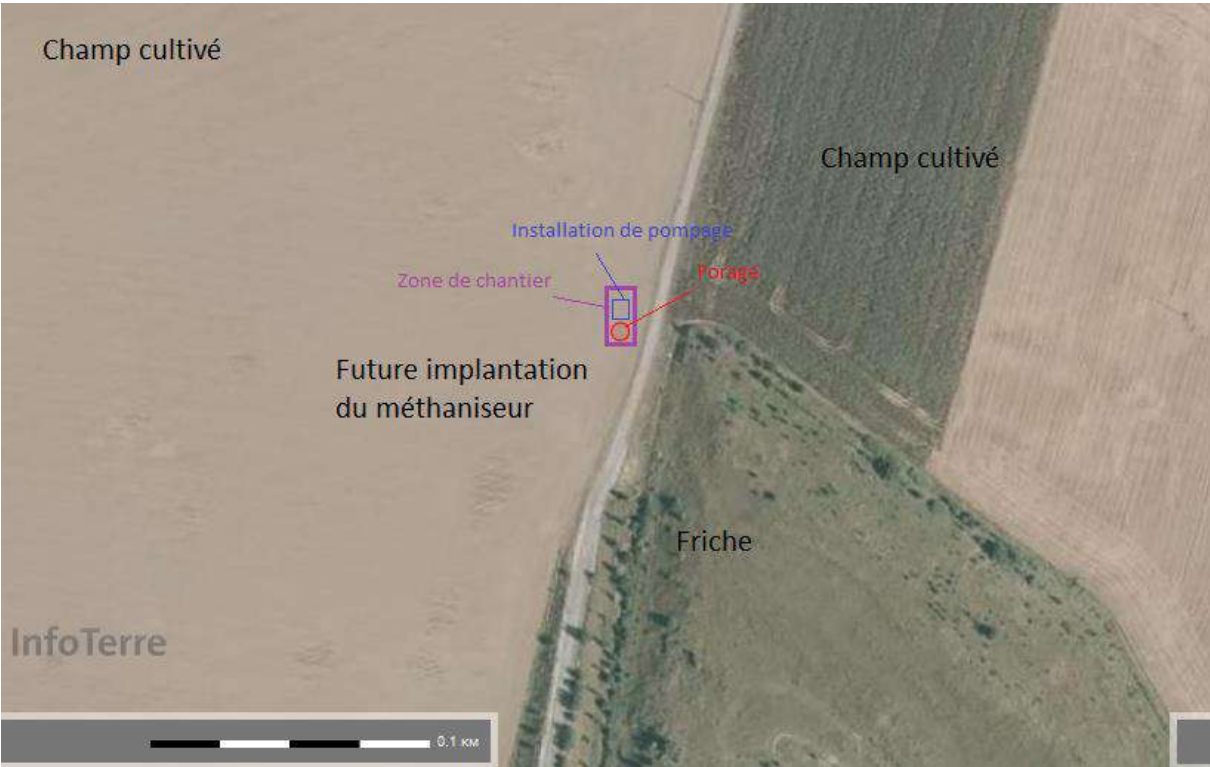 Champ cultivé
Champ cultivé
Installation de pompage
Zone de chantier
Forage
Future implantation
du méthaniseur
Friche
InfoTerre
0.1 км